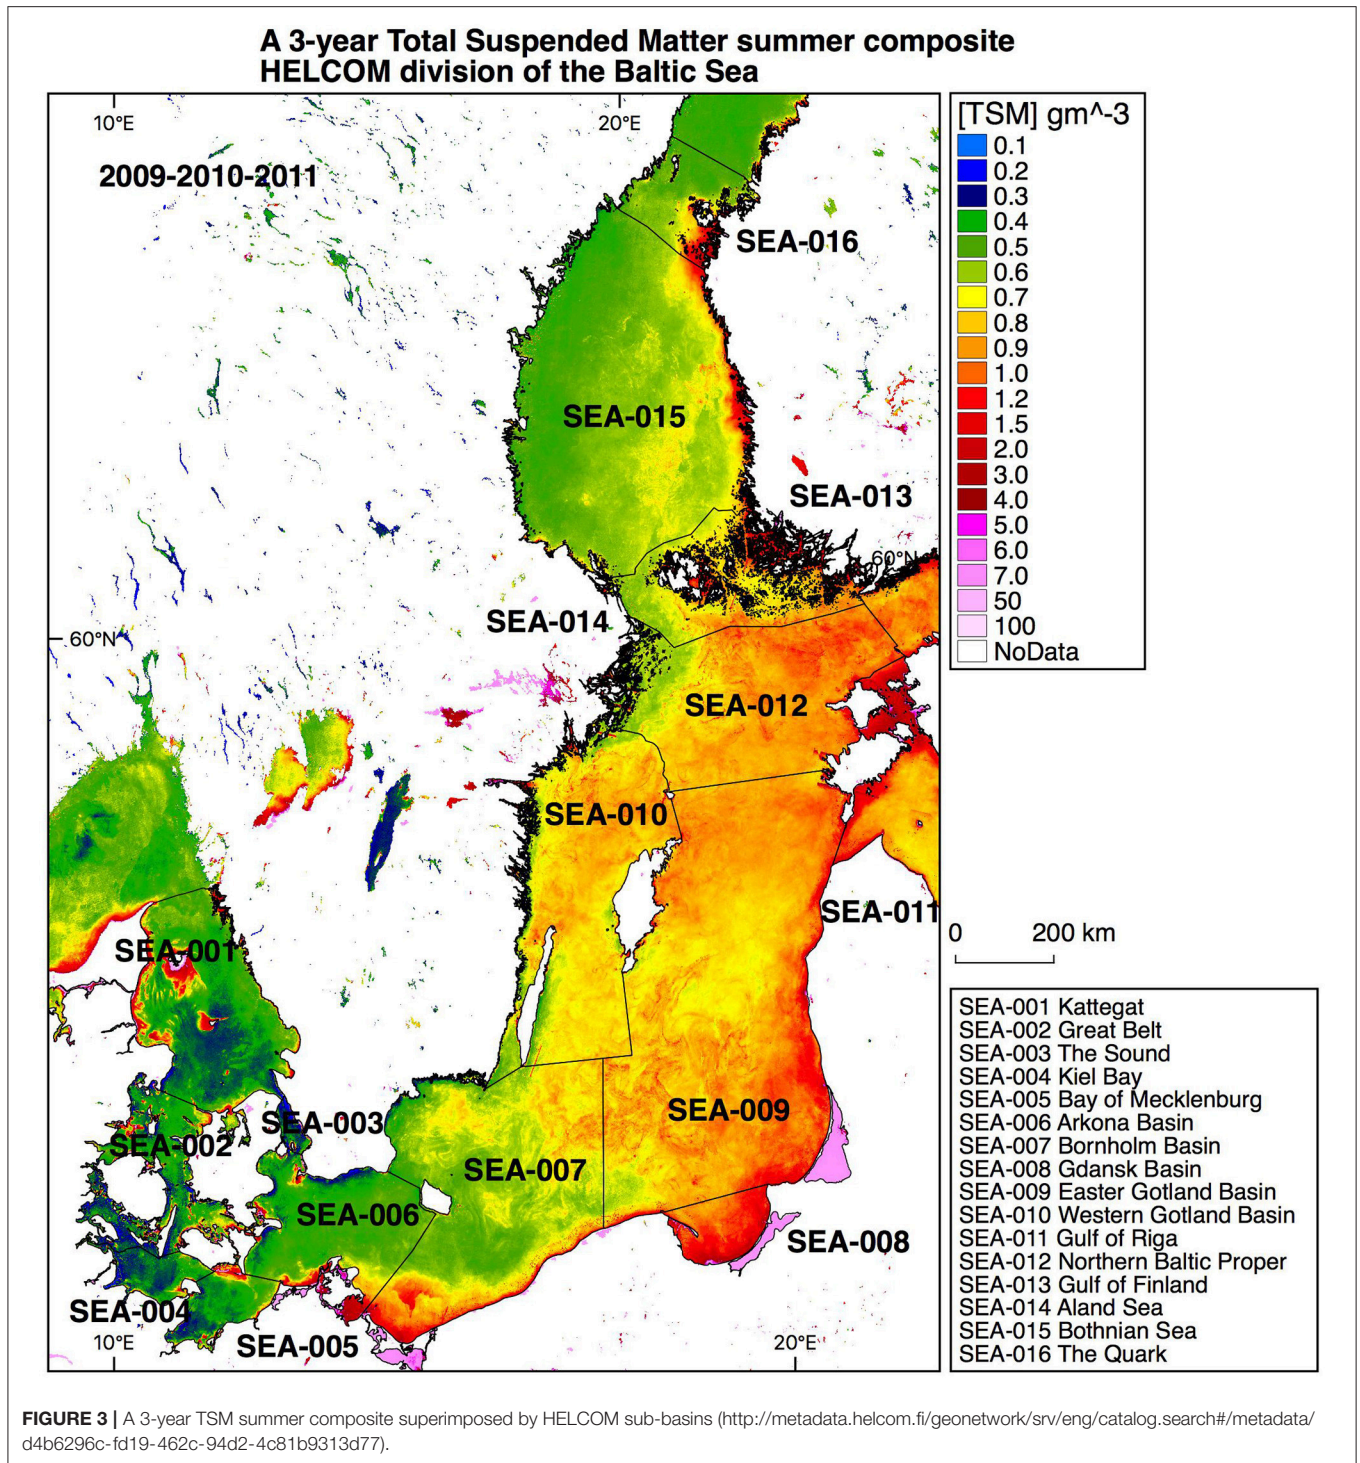 A 3-year Total Suspended Matter summer composite
HELCOM division of the Baltic Sea
10°E
20°E
2009-2010-2011
SEA-016
SEA-015
SEA-013
60°N
SEA-014
60°N
SEA-012
SEA-010
SEA-011
SEA-001
SEA-009
SEA-003
SEA-002
SEA-007
SEA-006
SEA-008
SEA-004
SEA-005
10°E
20°E
[TSM] gm^-3
0.1
0.2
0.3
0.4
0.5
0.6
0.7
0.8
0.9
1.0
1.2
1.5
2.0
3.0
4.0
5.0
6.0
7.0
50
100
NoData
0 200 km
SEA-001 Kattegat
SEA-002 Great Belt
SEA-003 The Sound
SEA-004 Kiel Bay
SEA-005 Bay of Mecklenburg
SEA-006 Arkona Basin
SEA-007 Bornholm Basin
SEA-008 Gdansk Basin
SEA-009 Easter Gotland Basin
SEA-010 Western Gotland Basin
SEA-011 Gulf of Riga
SEA-012 Northern Baltic Proper
SEA-013 Gulf of Finland
SEA-014 Aland Sea
SEA-015 Bothnian Sea
SEA-016 The Quark
FIGURE 3 | A 3-year TSM summer composite superimposed by HELCOM sub-basins (http://metadata.helcom.fi/geonetwork/srv/eng/catalog.search#/metadata/
d4b6296c-fd19-462c-94d2-4c81b9313d77).